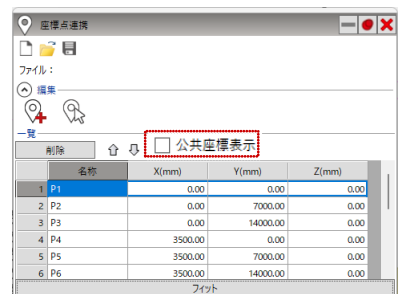 座標点連携
ファイル：
編集
一覧
削除 公共座標表示
名称 X(mm) Y(mm) Z(mm)
1 P1 0.00 0.00 0.00
2 P2 0.00 7000.00 0.00
3 P3 0.00 14000.00 0.00
4 P4 3500.00 0.00 0.00
5 P5 3500.00 7000.00 0.00
6 P6 3500.00 14000.00 0.00
フィット